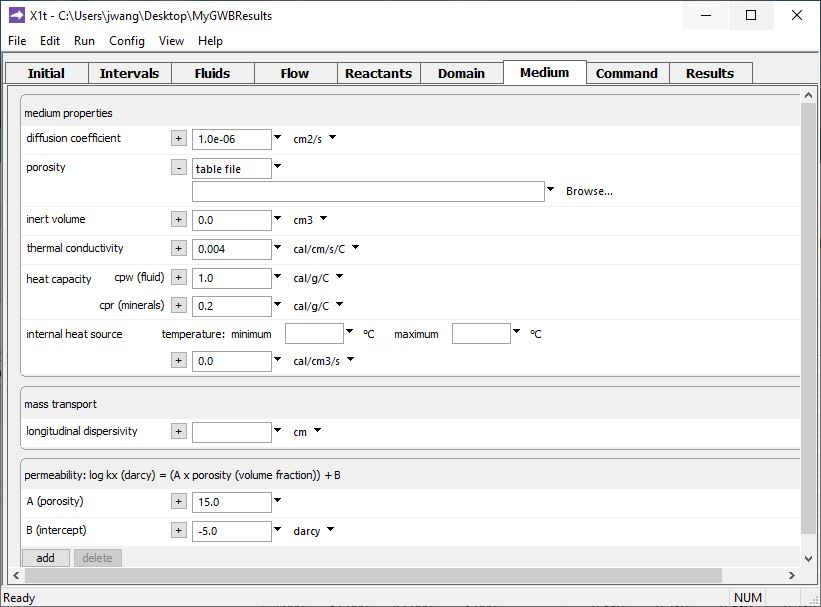 X1t - C:\Users\jwang\Desktop\MyGWBResults
File Edit Run Config View Help
Initial Intervals Fluids Flow Reactants Domain Medium Command Results
medium properties
diffusion coefficient + 1.0e-06 cm2/s
porosity - table file
Browse...
inert volume + 0.0 cm3
thermal conductivity + 0.004 cal/cm/s/C
heat capacity cpw (fluid) + 1.0 cal/g/C
cpr (minerals) + 0.2 cal/g/C
internal heat source temperature: minimum ºC maximum ºC
+ 0.0 cal/cm3/s
mass transport
longitudinal dispersivity + cm
permeability: log kx (darcy) = (A x porosity (volume fraction)) + B
A (porosity) + 15.0
B (intercept) + -5.0 darcy
add delete
Ready NUM